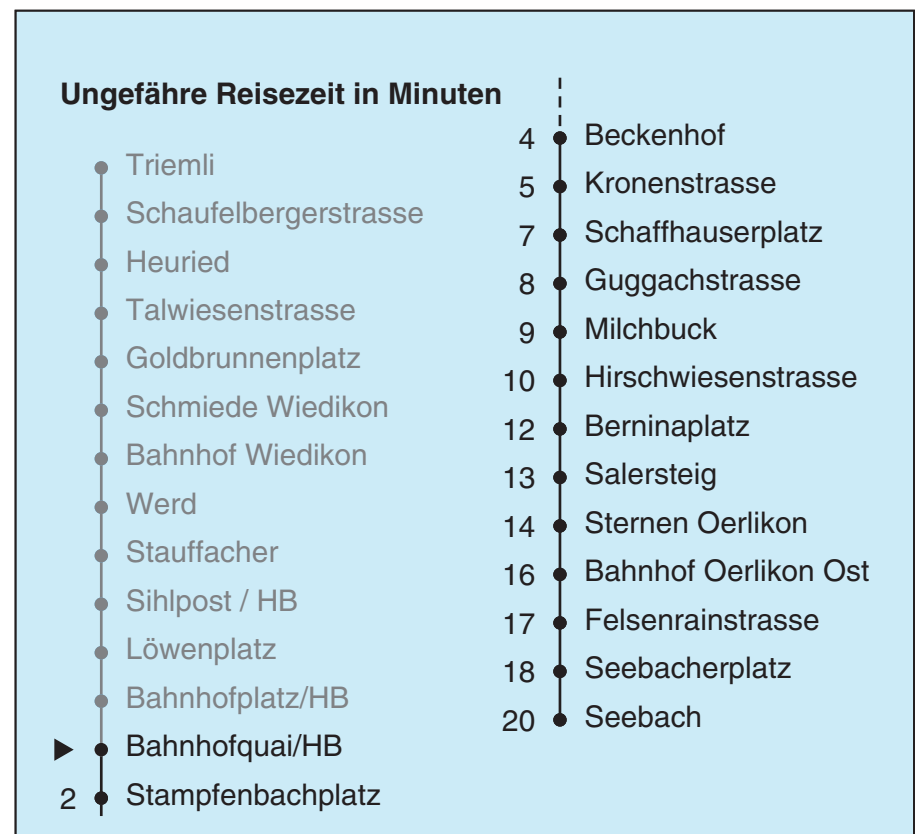 Ungefähre Reisezeit in Minuten
Triemli
Schaufelbergerstrasse
Heuried
Talwiesenstrasse
Goldbrunnenplatz
Schmiede Wiedikon
Bahnhof Wiedikon
Werd
Stauffacher
Sihlpost / HB
Löwenplatz
Bahnhofplatz/HB
Bahnhofquai/HB
2 Stampfenbachplatz
4 Beckenhof
5 Kronenstrasse
7 Schaffhauserplatz
8 Guggachstrasse
9 Milchbuck
10 Hirschwiesenstrasse
12 Berninaplatz
13 Salersteig
14 Sternen Oerlikon
16 Bahnhof Oerlikon Ost
17 Felsenrainstrasse
18 Seebacherplatz
20 Seebach